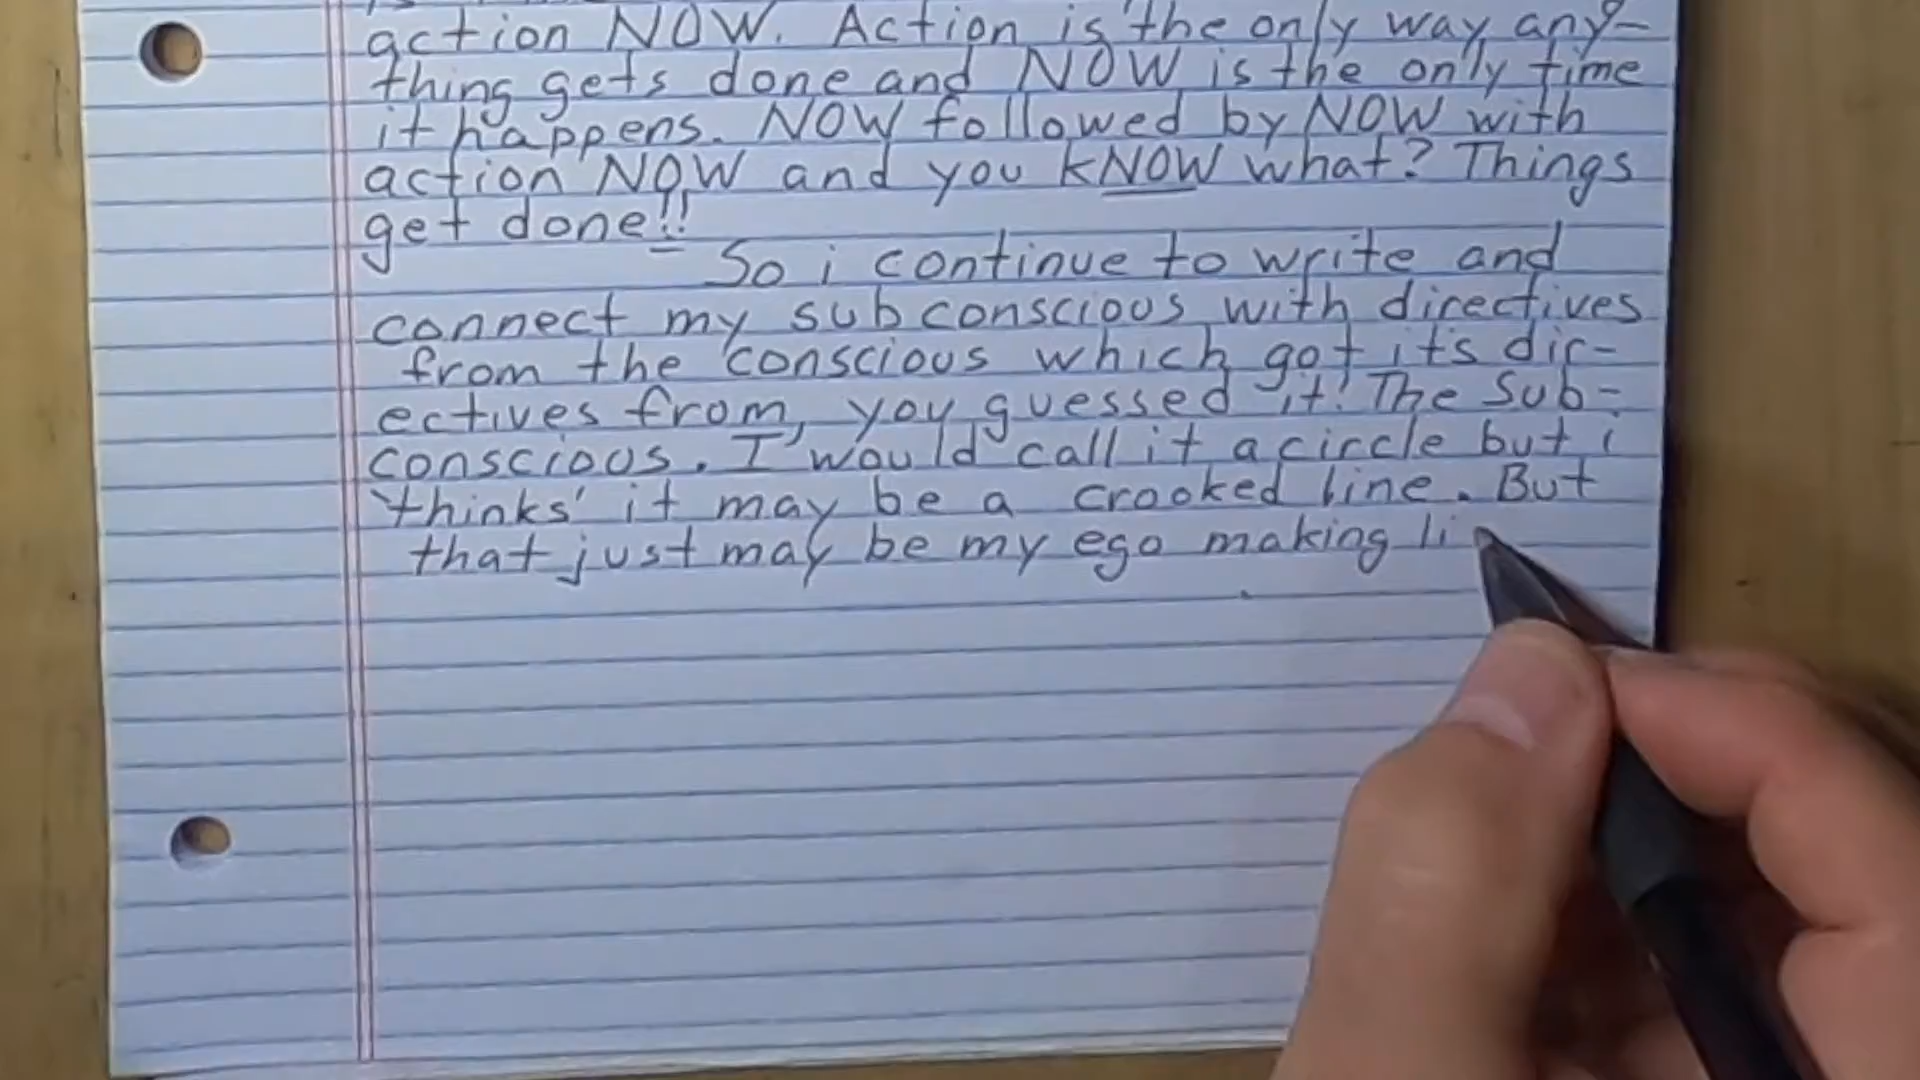 action NOW. Action is the only way any-
thing gets done and NOW is the only time
it happens. NOW followed by NOW with
action NOW and you kNOW what? Things
get done!!
So i continue to write and
connect my subconscious with directives
from the conscious which got its dir-
ectives from, you guessed it! The Sub-
conscious. I would call it a circle but i
'thinks' it may be a crooked line. But
that just may be my ego making li